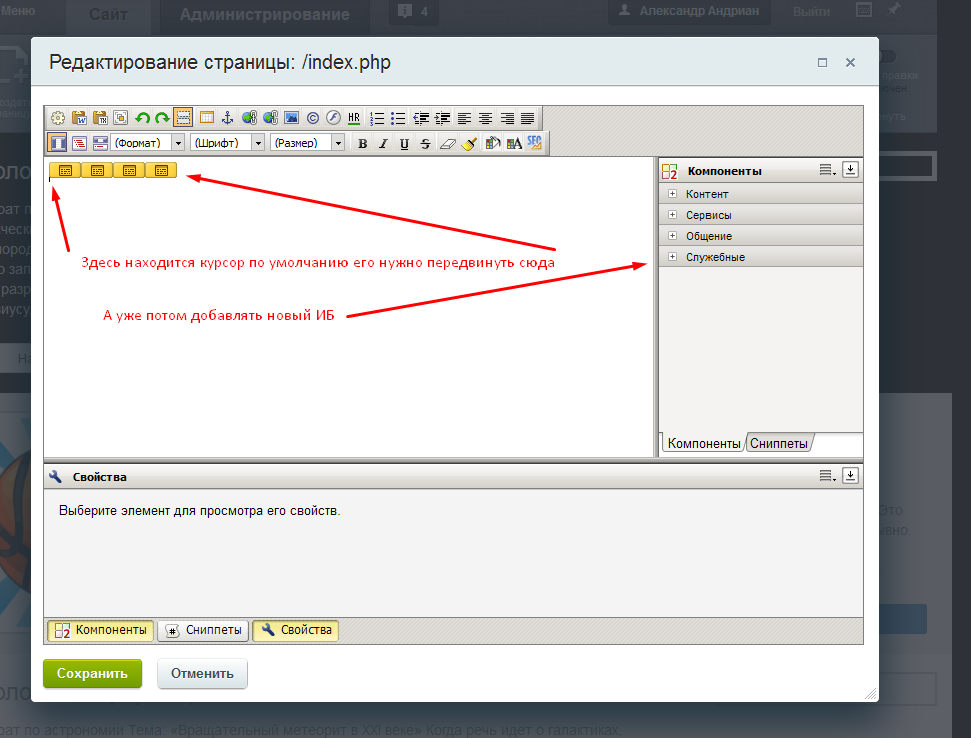 Меню
Сайт
Администрирование
4
Александр Андриан
Выйти
Редактирование страницы: /index.php
HR
(Формат)
(Шрифт)
(Размер)
B I U S
SEO
Компоненты
Контент
Сервисы
Общение
Служебные
Здесь находится курсор по умолчанию его нужно передвинуть сюда
А уже потом добавлять новый ИБ
Компоненты
Сниппеты
Свойства
Выберите элемент для просмотра его свойств.
Компоненты
Сниппеты
Свойства
Сохранить
Отменить
рат по астрономии Тема: «Вращательный метеорит в XXI веке» Когда речь идет о галактиках,